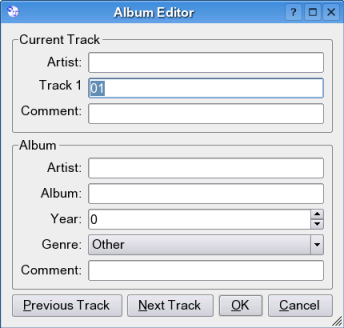 Album Editor
Current Track
Artist:
Track 1 01
Comment:
Album
Artist:
Album:
Year: 0
Genre: Other
Comment:
Previous Track Next Track OK Cancel